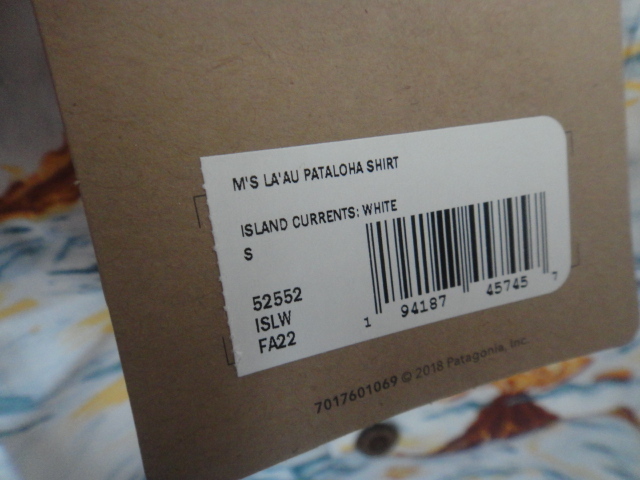 M'S LA'AU PATALOHA SHIRT
ISLAND CURRENTS: WHITE
S
52552
ISLW
FA22
1 94187 45745 7
7017601069 © 2018 Patagonia, Inc.